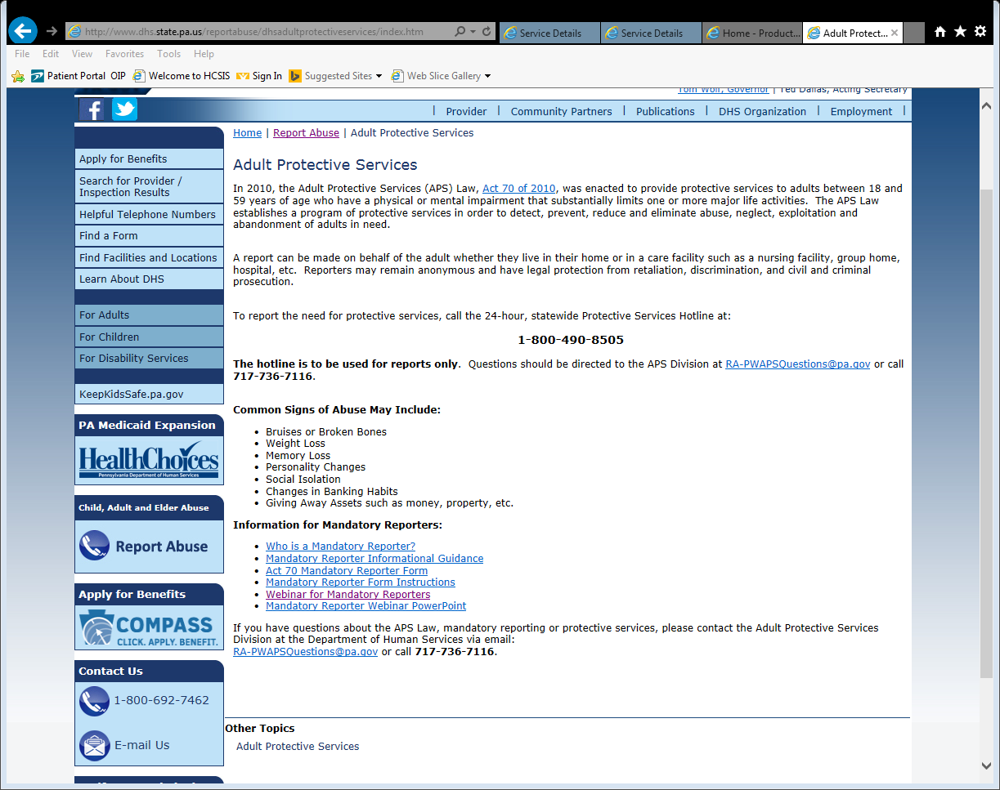 http://www.dhs.state.pa.us/reportabuse/dhsadultprotectiveservices/index.htm
Service Details
Service Details
Home - Product...
Adult Protect...
File Edit View Favorites Tools Help
Patient Portal OIP Welcome to HCSIS Sign In Suggested Sites Web Slice Gallery
Tom Wolf, Governor | Ted Dallas, Acting Secretary
| Provider | Community Partners | Publications | DHS Organization | Employment |
Home | Report Abuse | Adult Protective Services
Apply for Benefits
Search for Provider /
Inspection Results
Helpful Telephone Numbers
Find a Form
Find Facilities and Locations
Learn About DHS
For Adults
For Children
For Disability Services
KeepKidsSafe.pa.gov
PA Medicaid Expansion
HealthChoices
Pennsylvania Department of Human Services
Child, Adult and Elder Abuse
Report Abuse
Apply for Benefits
COMPASS
CLICK. APPLY. BENEFIT.
Contact Us
1-800-692-7462
E-mail Us
Adult Protective Services
In 2010, the Adult Protective Services (APS) Law, Act 70 of 2010, was enacted to provide protective services to adults between 18 and
59 years of age who have a physical or mental impairment that substantially limits one or more major life activities. The APS Law
establishes a program of protective services in order to detect, prevent, reduce and eliminate abuse, neglect, exploitation and
abandonment of adults in need.
A report can be made on behalf of the adult whether they live in their home or in a care facility such as a nursing facility, group home,
hospital, etc. Reporters may remain anonymous and have legal protection from retaliation, discrimination, and civil and criminal
prosecution.
To report the need for protective services, call the 24-hour, statewide Protective Services Hotline at:
1-800-490-8505
The hotline is to be used for reports only. Questions should be directed to the APS Division at RA-PWAPSQuestions@pa.gov or call
717-736-7116.
Common Signs of Abuse May Include:
• Bruises or Broken Bones
• Weight Loss
• Memory Loss
• Personality Changes
• Social Isolation
• Changes in Banking Habits
• Giving Away Assets such as money, property, etc.
Information for Mandatory Reporters:
• Who is a Mandatory Reporter?
• Mandatory Reporter Informational Guidance
• Act 70 Mandatory Reporter Form
• Mandatory Reporter Form Instructions
• Webinar for Mandatory Reporters
• Mandatory Reporter Webinar PowerPoint
If you have questions about the APS Law, mandatory reporting or protective services, please contact the Adult Protective Services
Division at the Department of Human Services via email:
RA-PWAPSQuestions@pa.gov or call 717-736-7116.
Other Topics
Adult Protective Services